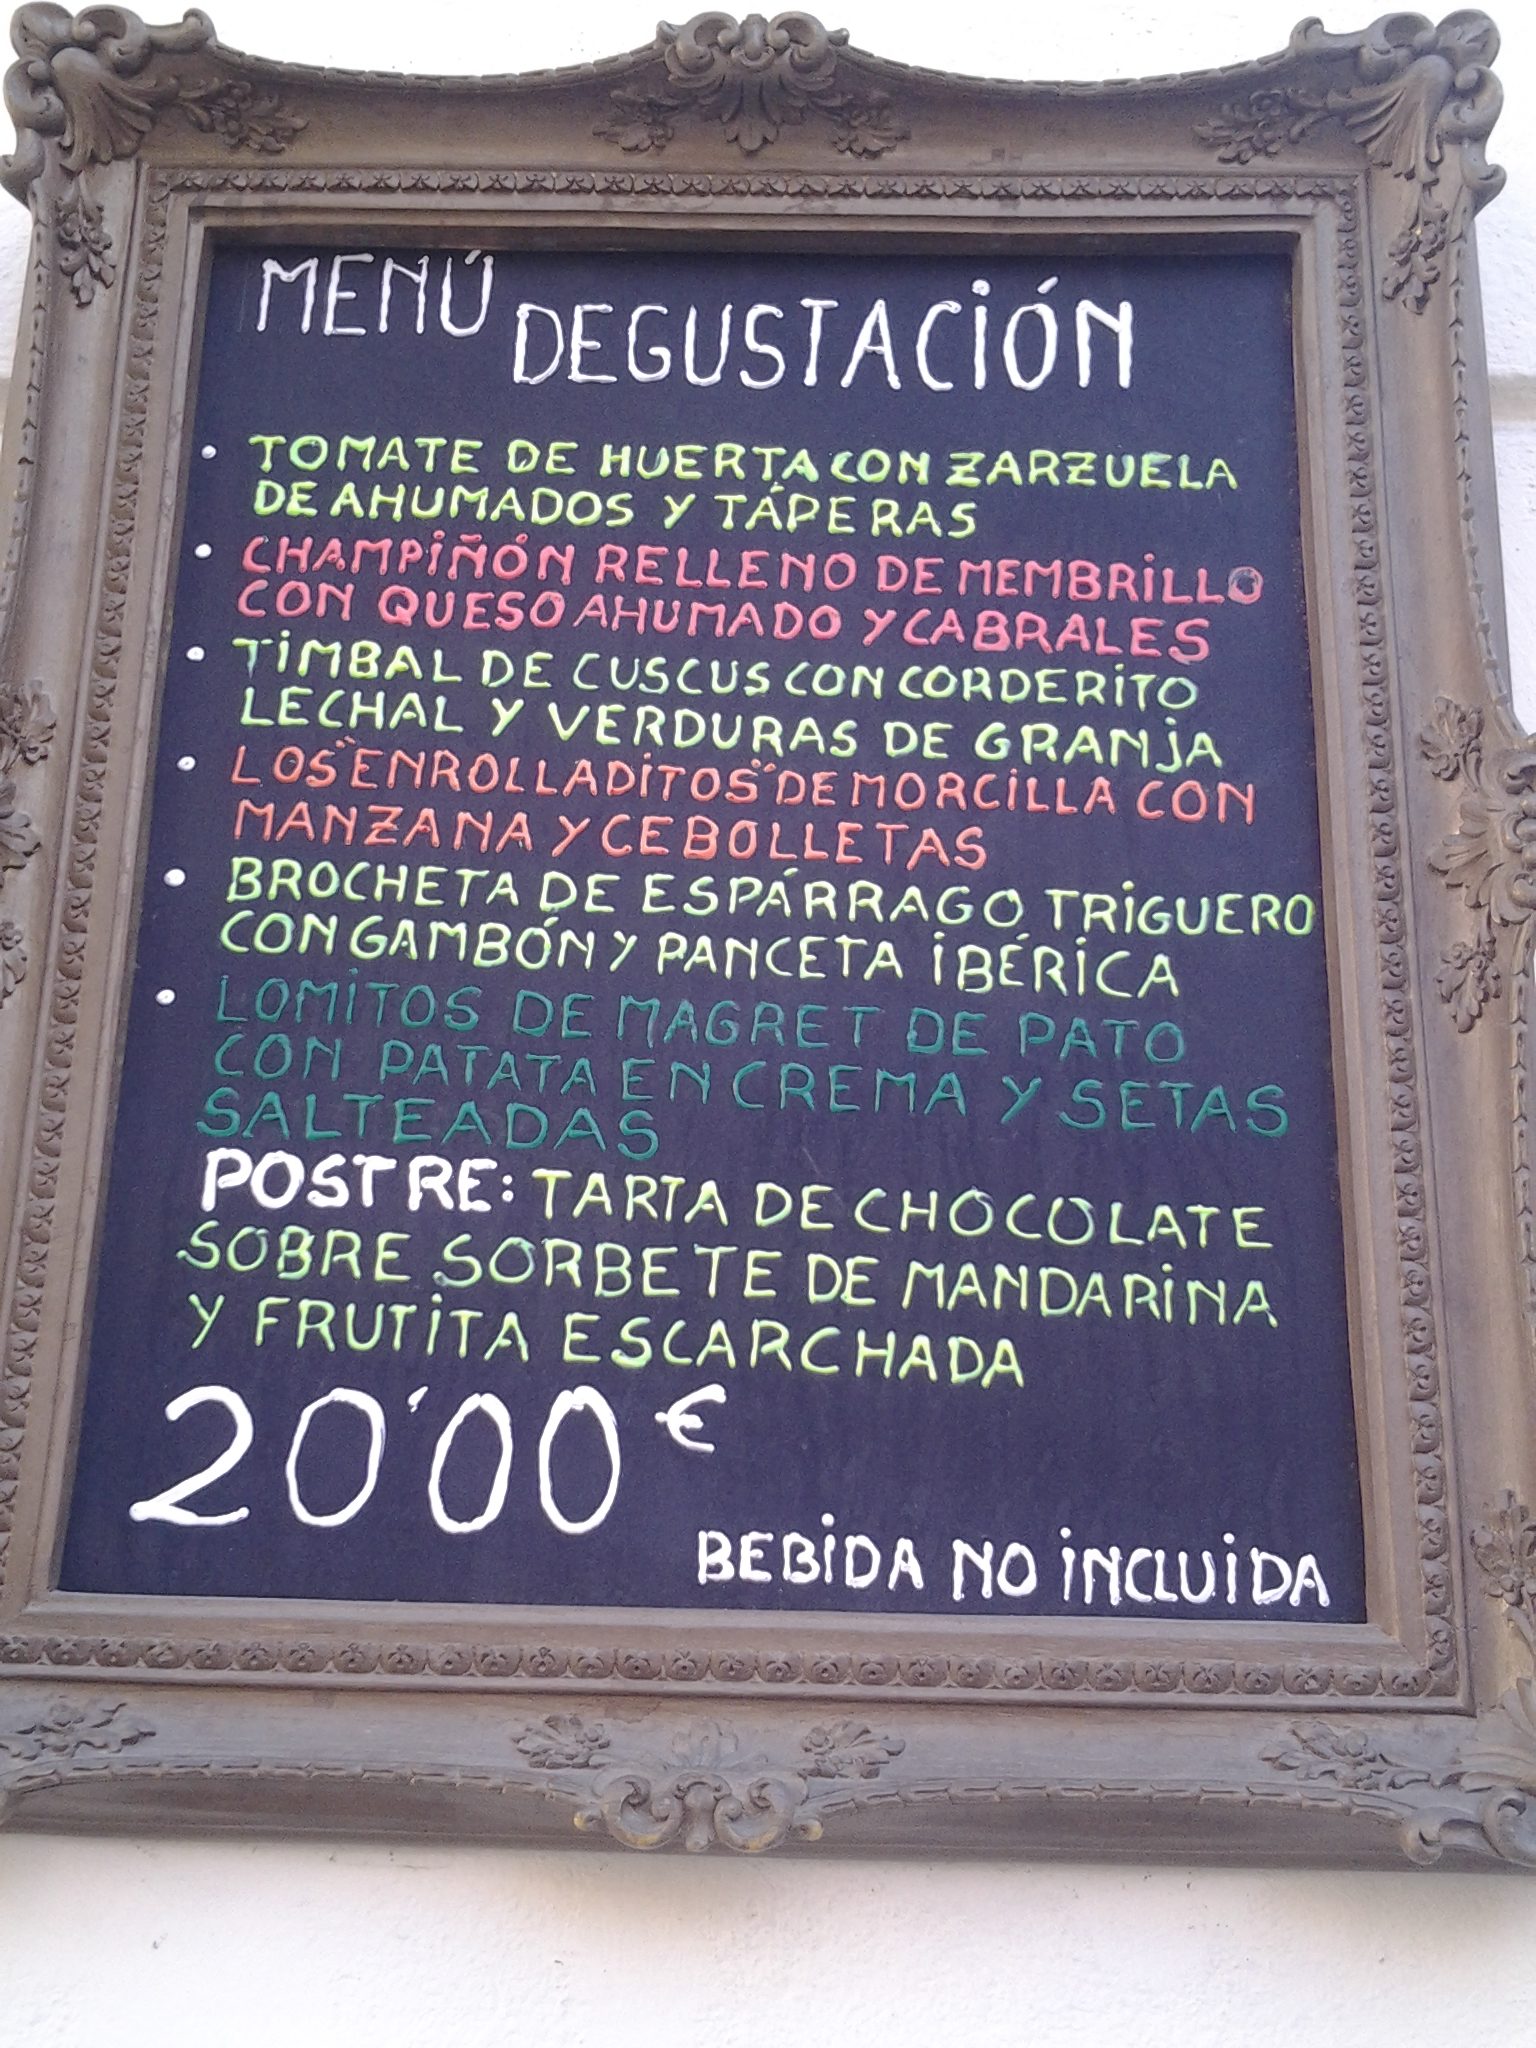 MENÚ DEGUSTACIÓN
• TOMATE DE HUERTA CON ZARZUELA
DE AHUMADOS Y TÁPERAS
• CHAMPIÑÓN RELLENO DE MEMBRILLO
CON QUESO AHUMADO Y CABRALES
• TIMBAL DE CUSCUS CON CORDERITO
LECHAL Y VERDURAS DE GRANJA
• LOS "ENROLLADITOS" DE MORCILLA CON
MANZANA Y CEBOLLETAS
• BROCHETA DE ESPÁRRAGO TRIGUERO
CON GAMBÓN Y PANCETA IBÉRICA
• LOMITOS DE MAGRET DE PATO
CON PATATA EN CREMA Y SETAS
SALTEADAS
POSTRE: TARTA DE CHOCOLATE
SOBRE SORBETE DE MANDARINA
Y FRUTITA ESCARCHADA
20'00 €
BEBIDA NO INCLUIDA